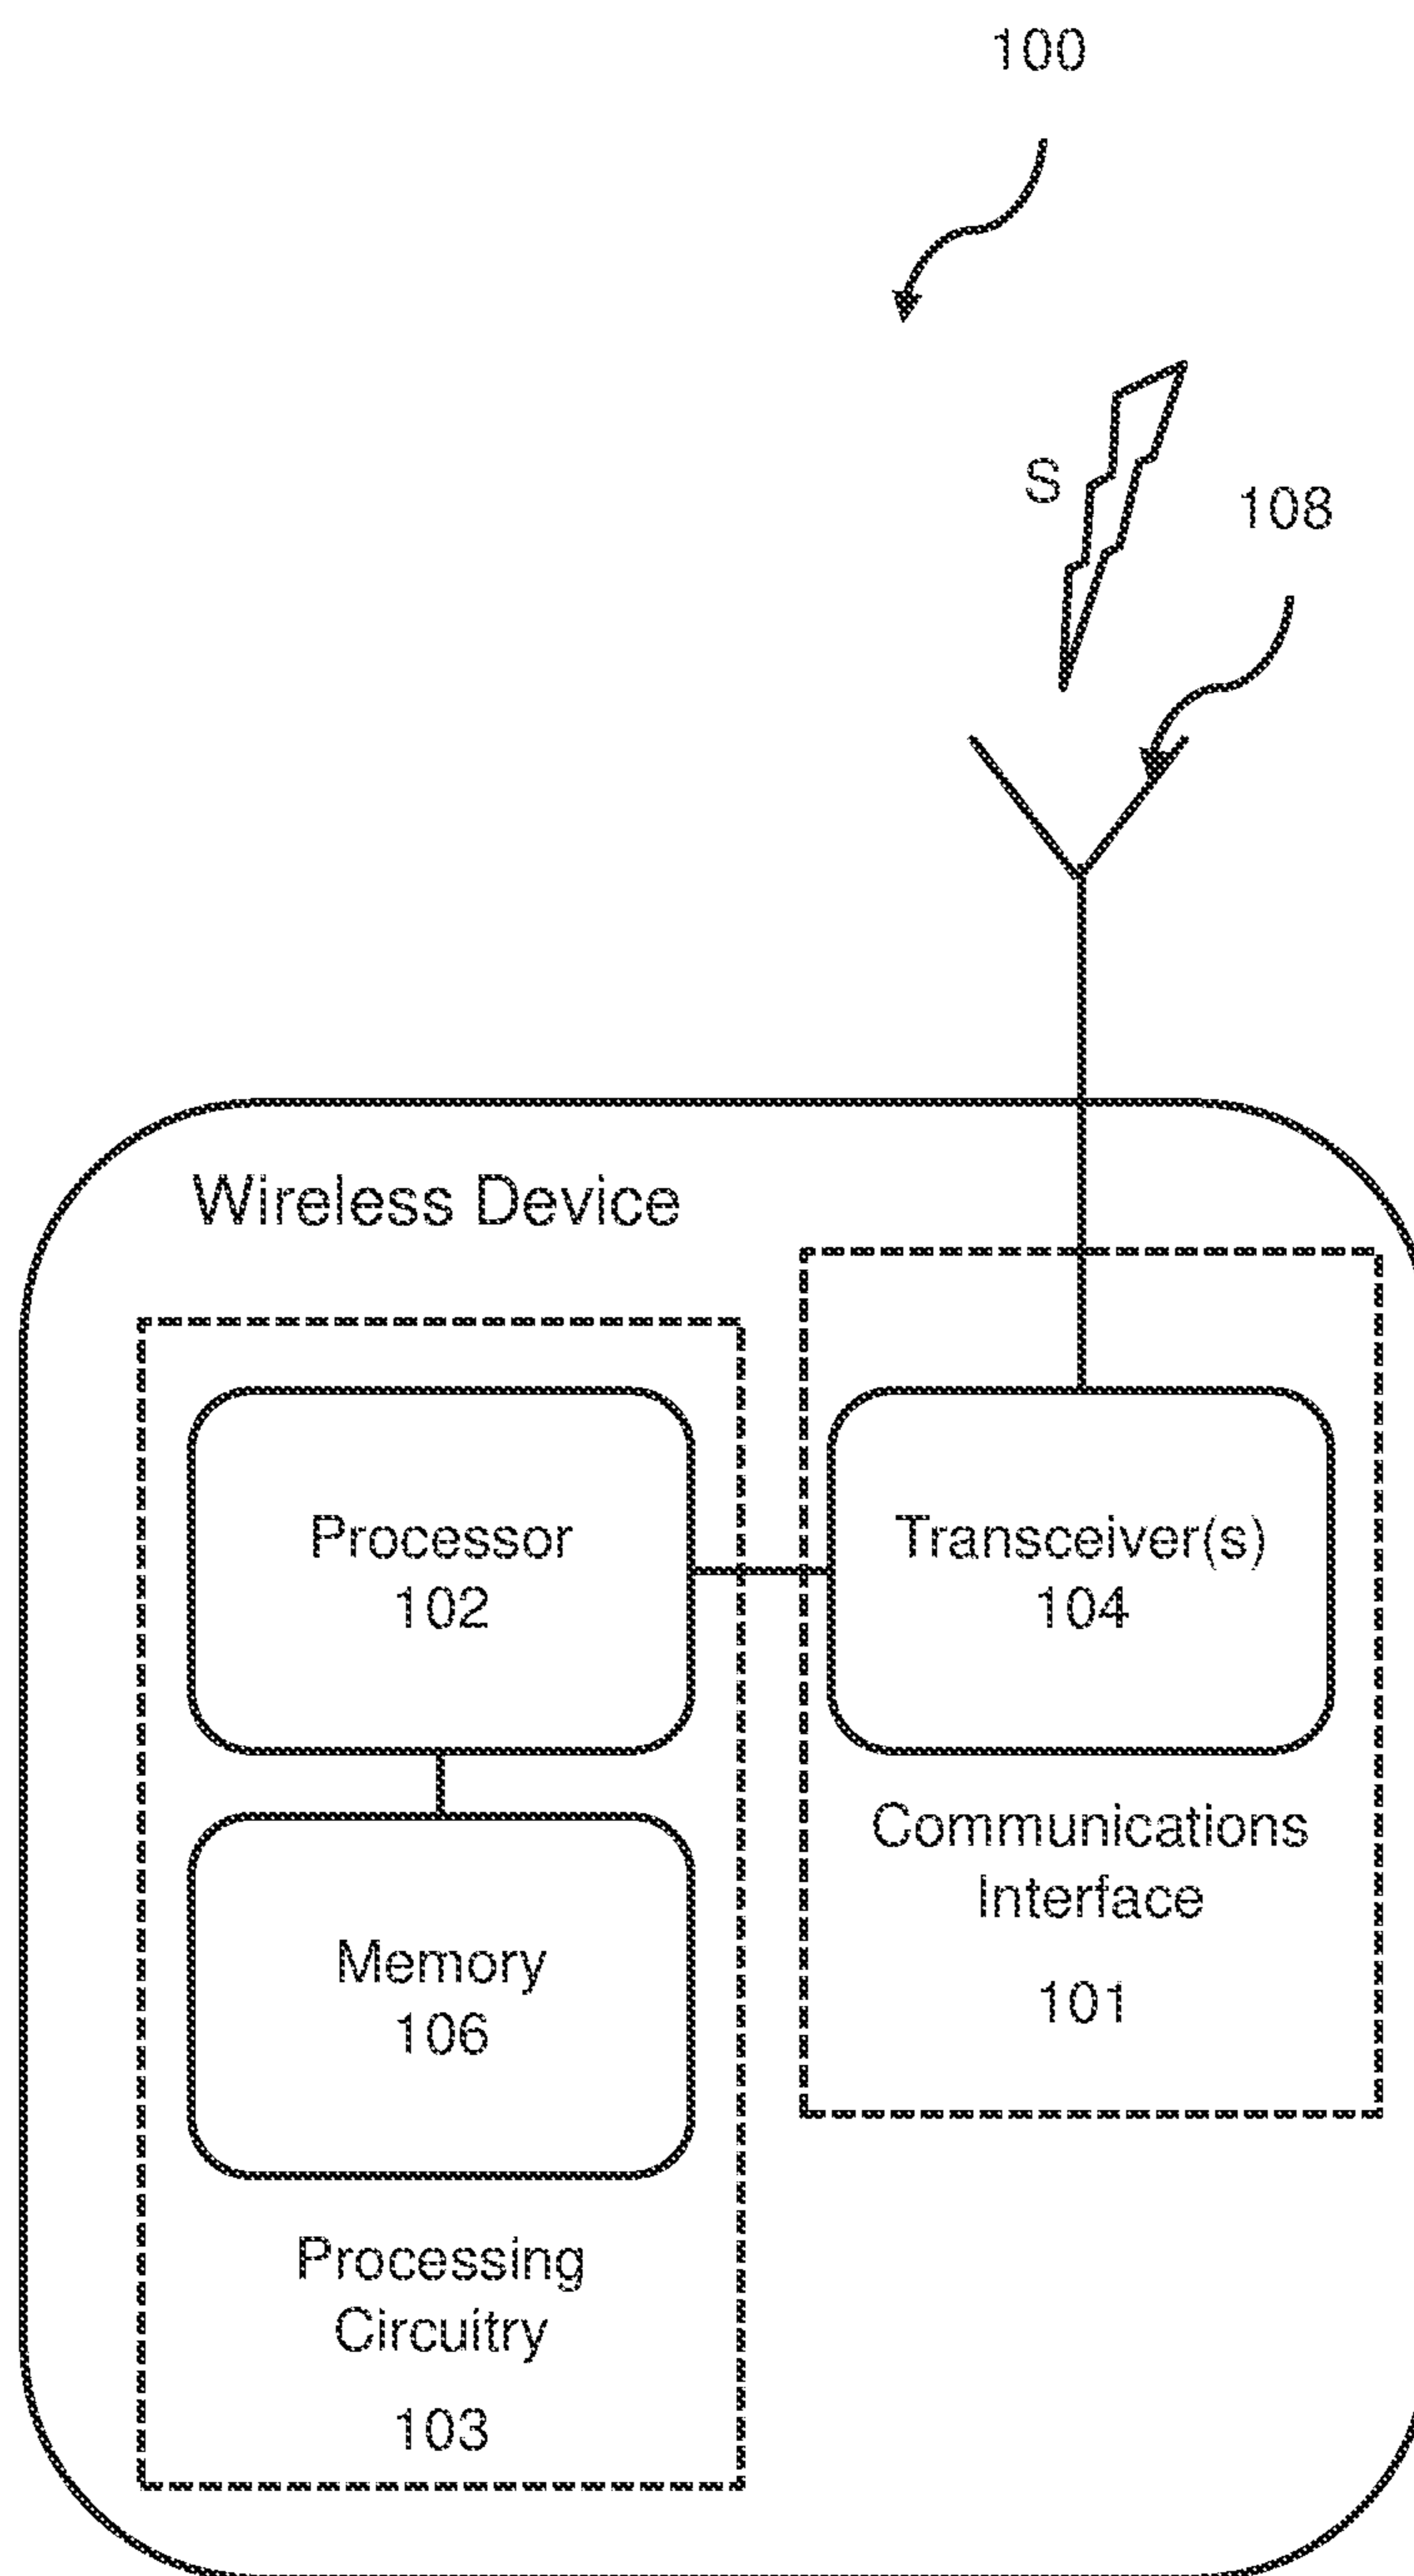 100
S
108
Wireless Device
Processor
102
Transceiver(s)
104
Communications
Interface
101
Memory
106
Processing
Circuitry
103